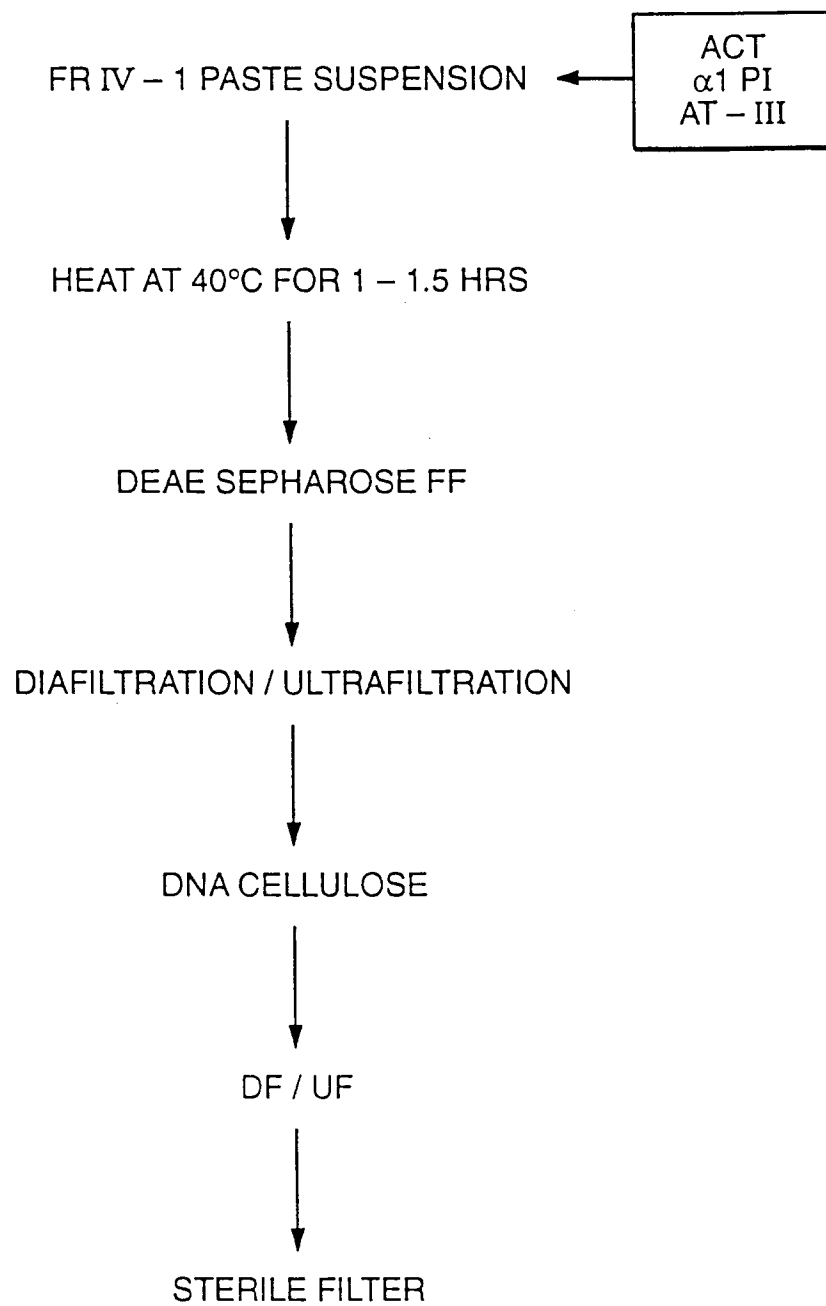 FR IV – 1 PASTE SUSPENSION
ACT
α1 PI
AT – III
HEAT AT 40°C FOR 1 – 1.5 HRS
DEAE SEPHAROSE FF
DIAFILTRATION / ULTRAFILTRATION
DNA CELLULOSE
DF / UF
STERILE FILTER